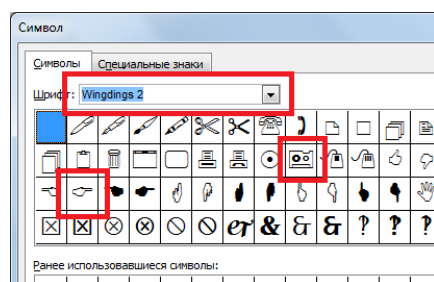 Символ
Символы Специальные знаки
Шрифт: Wingdings 2
Ранее использовавшиеся символы: